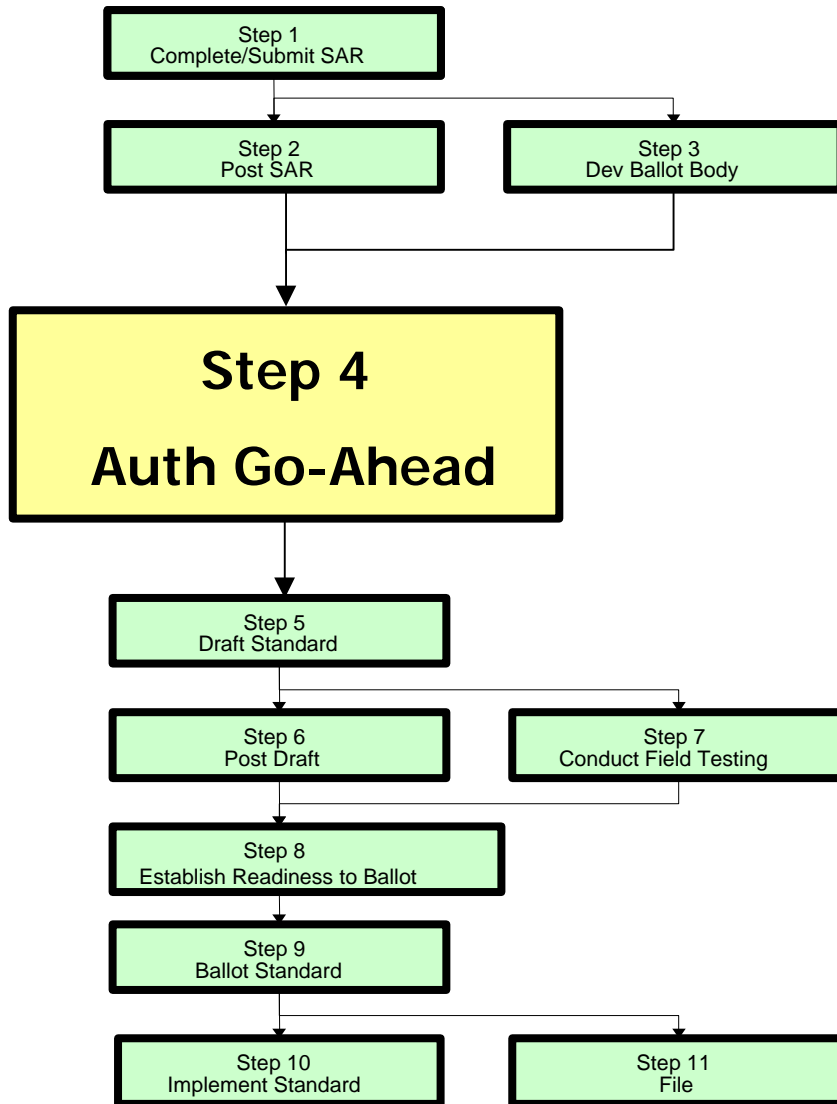 Step 1
Complete/Submit SAR
Step 2
Post SAR
Step 3
Dev Ballot Body
Step 4
Auth Go-Ahead
Step 5
Draft Standard
Step 6
Post Draft
Step 7
Conduct Field Testing
Step 8
Establish Readiness to Ballot
Step 9
Ballot Standard
Step 10
Implement Standard
Step 11
File